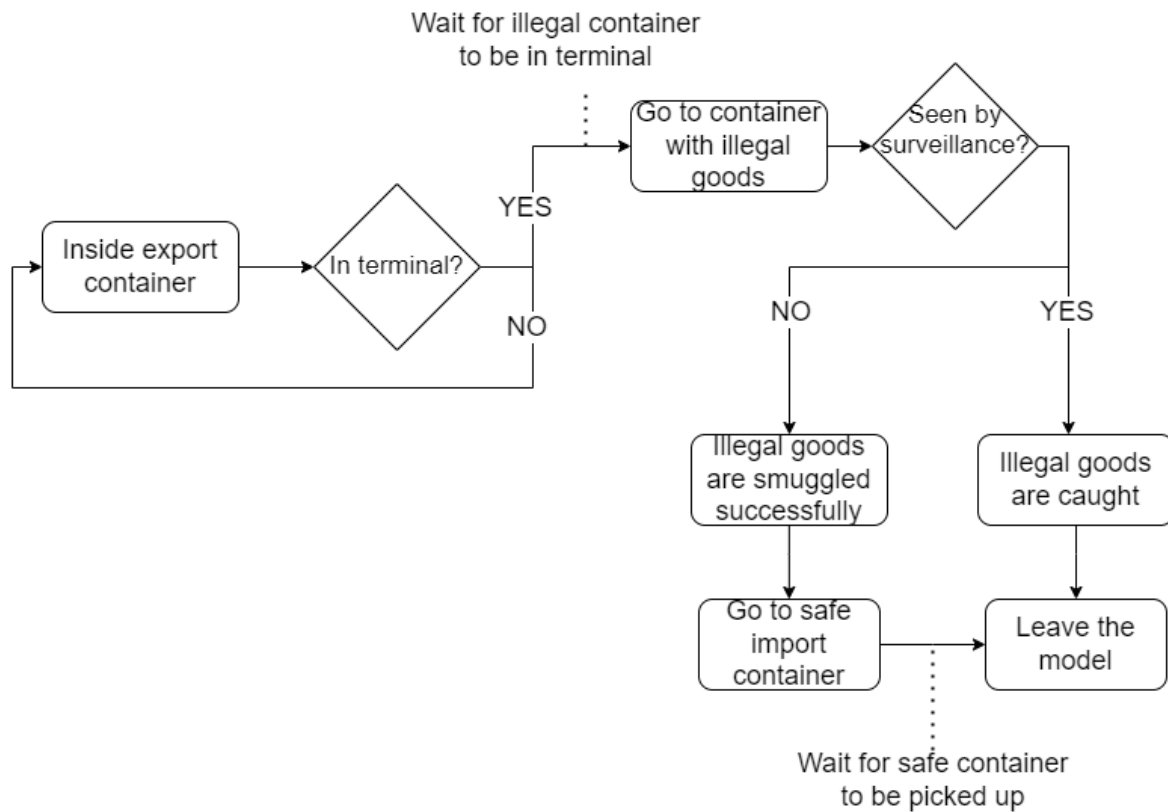 Wait for illegal container
to be in terminal
Go to container
with illegal
goods
Seen by
surveillance?
YES
Inside export
container
In terminal?
NO
NO
YES
Illegal goods
are smuggled
successfully
Illegal goods
are caught
Go to safe
import
container
Leave the
model
Wait for safe container
to be picked up